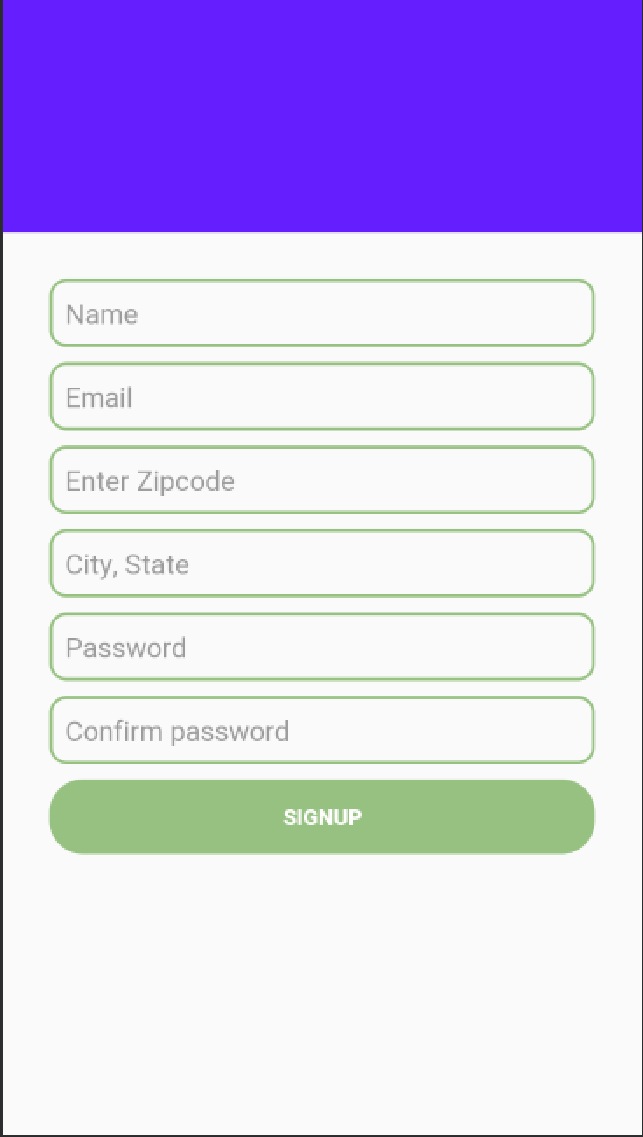 Name
Email
Enter Zipcode
City, State
Password
Confirm password
SIGNUP